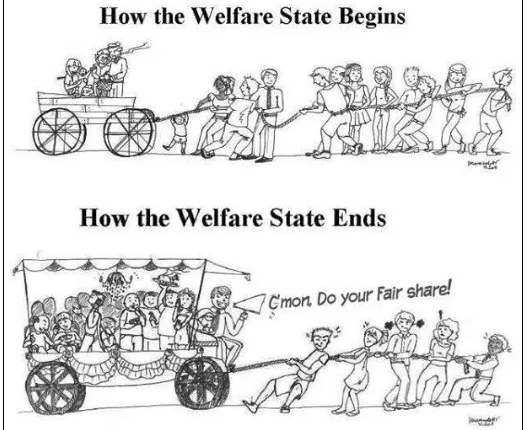 How the Welfare State Begins
How the Welfare State Ends
C'mon, Do your Fair share!